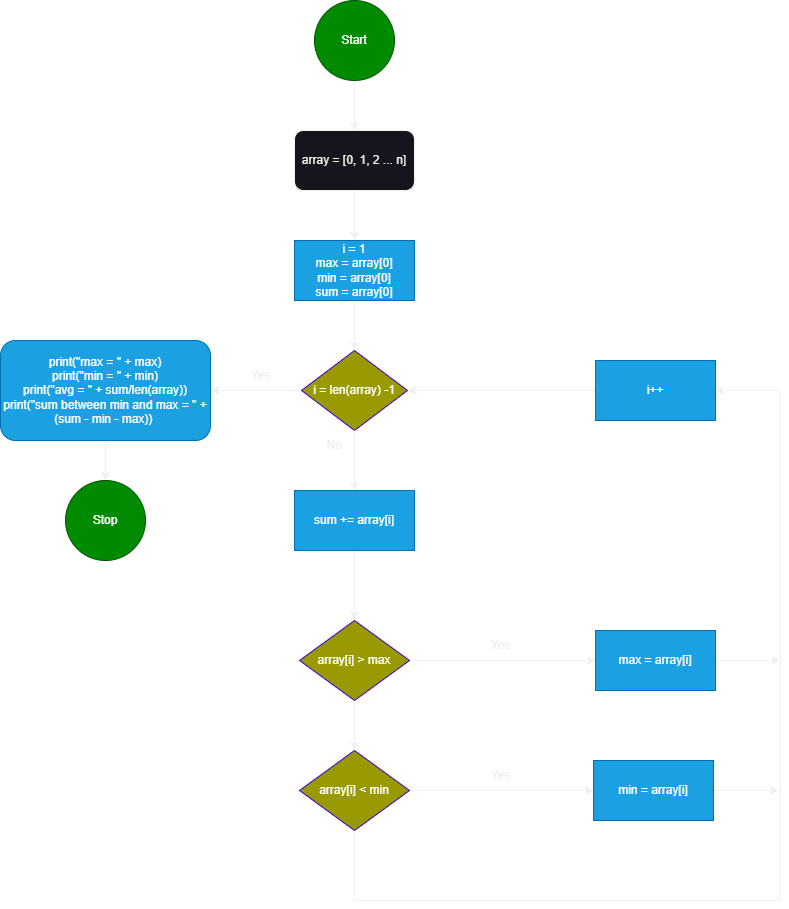 Start
array = [0, 1, 2 ... n]
i = 1
max = array[0]
min = array[0]
sum = array[0]
print("max = " + max)
print("min = " + min)
print("avg = " + sum/len(array))
print("sum between min and max = " +
(sum - min - max))
Yes
i = len(array) -1
i++
No
Stop
sum += array[i]
array[i] > max
Yes
max = array[i]
array[i] < min
Yes
min = array[i]